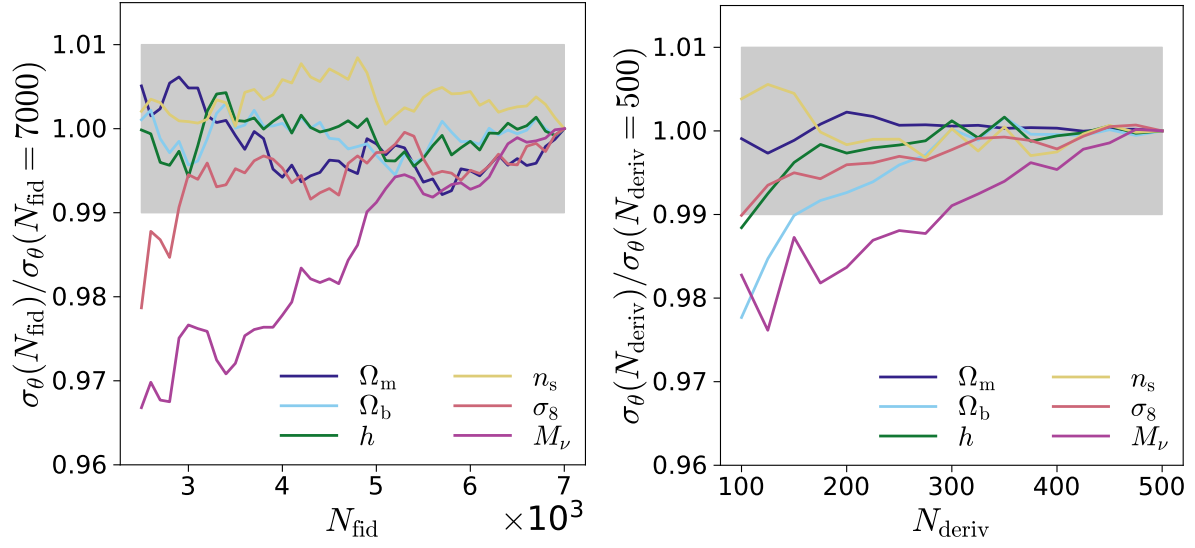 σ_θ(N_fid)/σ_θ(N_fid = 7000)
1.01
1.00
0.99
0.98
0.97
0.96
3 4 5 6 7
N_fid
×10³
Ω_m
Ω_b
h
n_s
σ_8
M_ν
σ_θ(N_deriv)/σ_θ(N_deriv = 500)
1.01
1.00
0.99
0.98
0.97
0.96
100 200 300 400 500
N_deriv
Ω_m
Ω_b
h
n_s
σ_8
M_ν